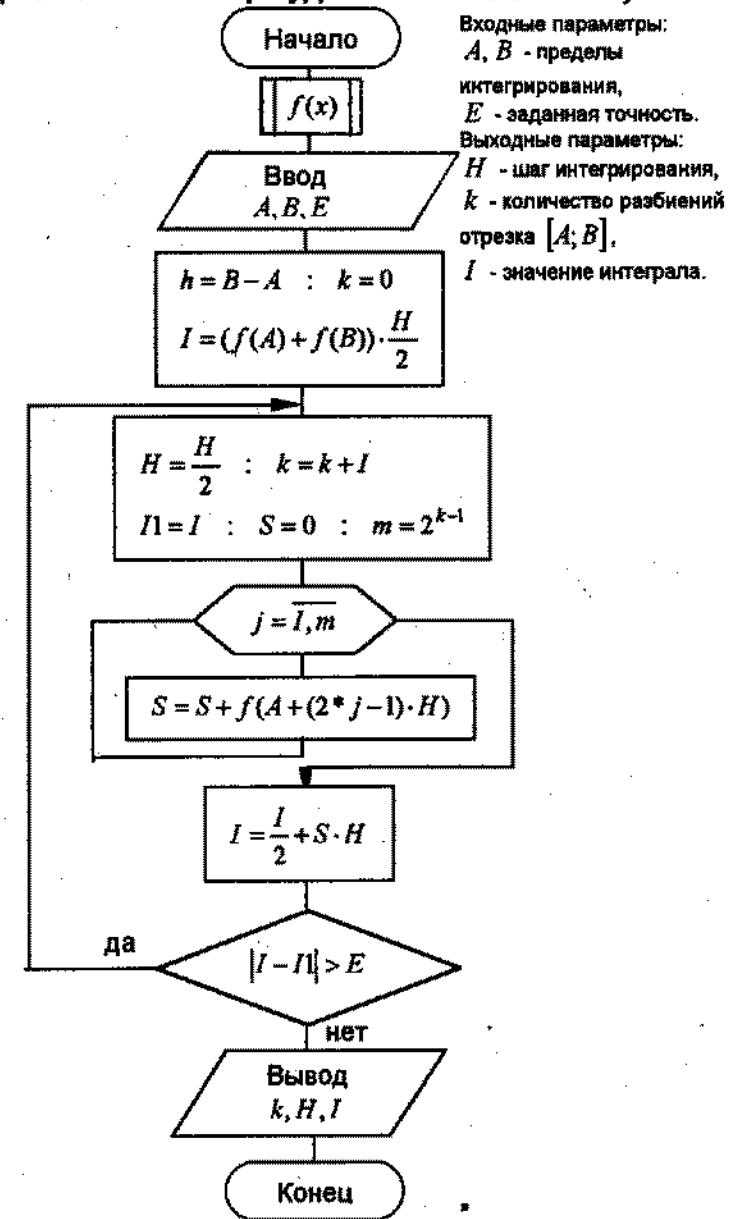 Начало
f(x)
Ввод
A, B, E
Входные параметры:
A, B - пределы
интегрирования,
E - заданная точность.
Выходные параметры:
H - шаг интегрирования,
k - количество разбиений
отрезка [A; B],
I - значение интеграла.
h = B − A : k = 0
I = (f(A) + f(B)) · H/2
H = H/2 : k = k + I
I1 = I : S = 0 : m = 2^{k−1}
j = \overline{I, m}
S = S + f(A + (2 * j − 1) · H)
I = I/2 + S · H
да
|I − I1| > E
нет
Вывод
k, H, I
Конец